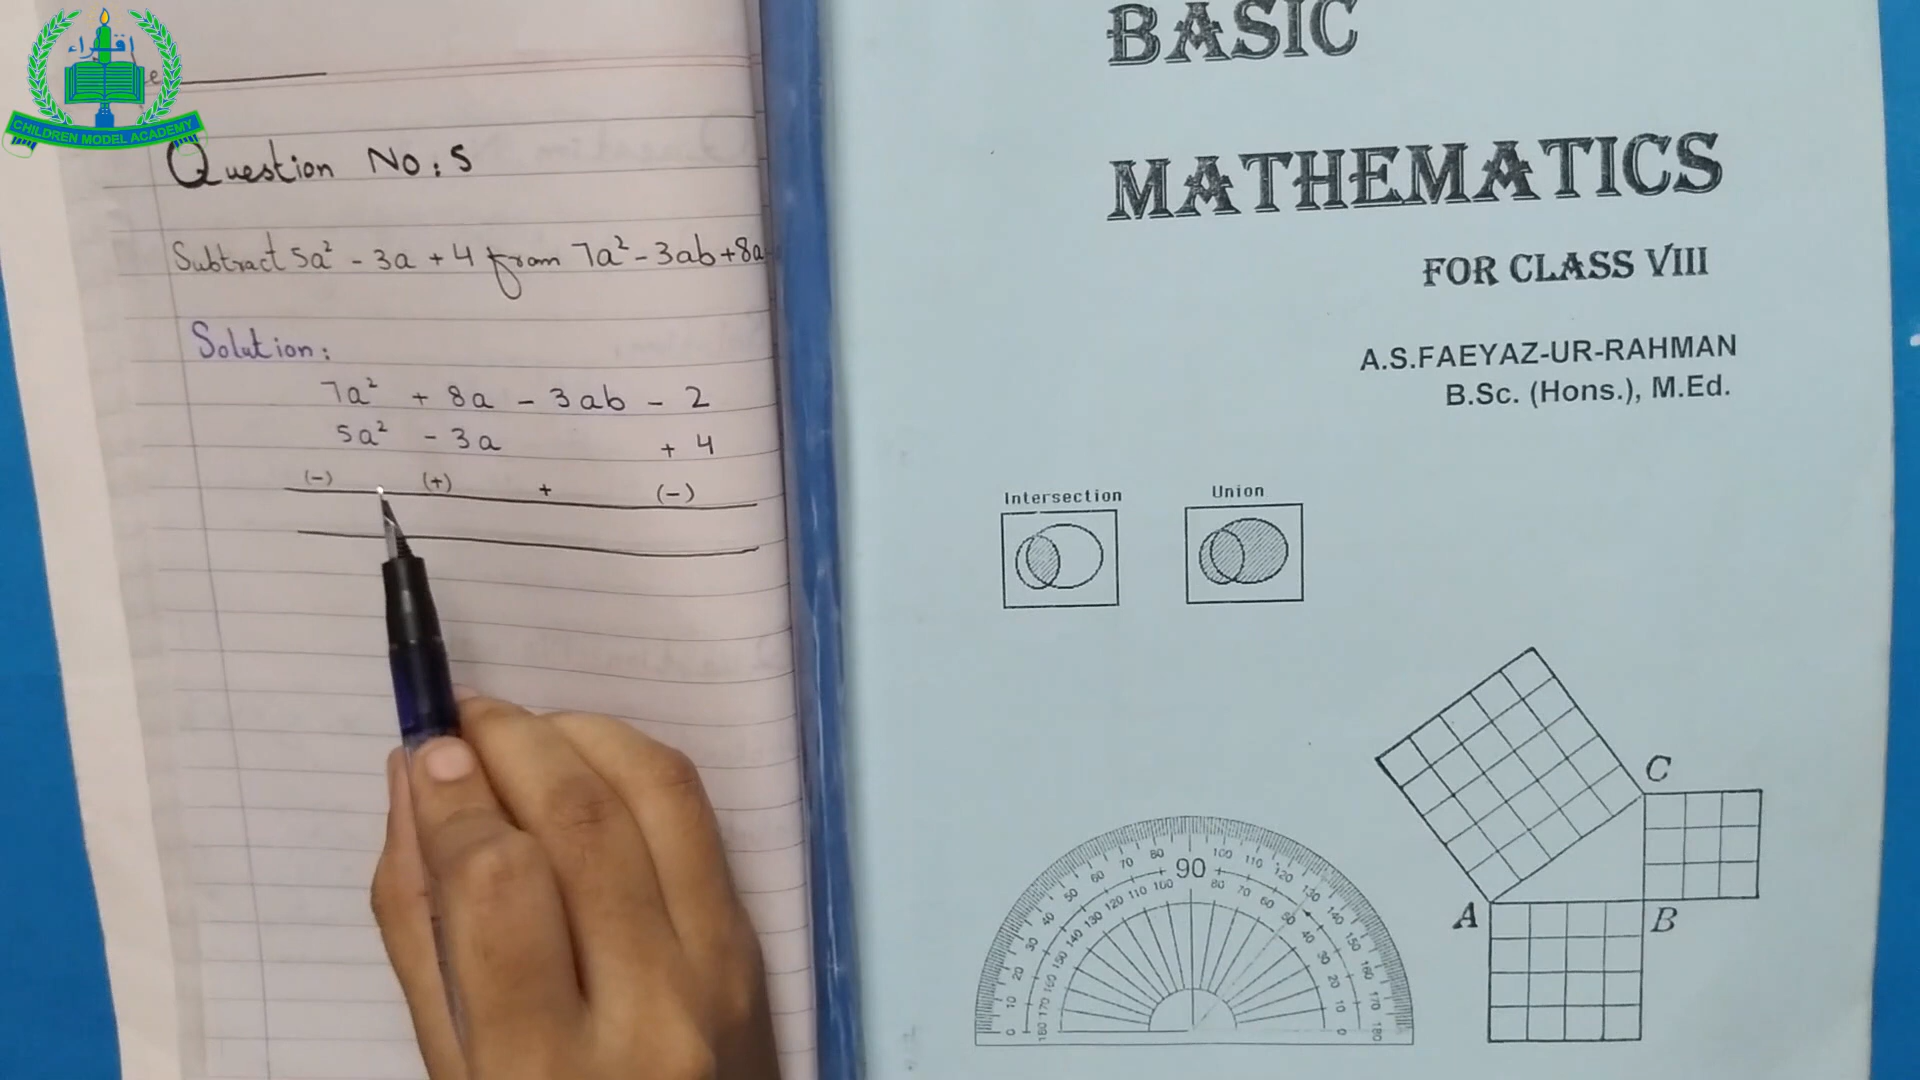 اقراء
CHILDREN MODEL ACADEMY
Question No: 5
Subtract 5a² - 3a + 4 from 7a² - 3ab + 8a
Solution:
7a² + 8a - 3ab - 2
5a² - 3a + 4
(-) (+) + (-)
BASIC
MATHEMATICS
FOR CLASS VIII
A.S.FAEYAZ-UR-RAHMAN
B.Sc. (Hons.), M.Ed.
Intersection Union
C
A B
90